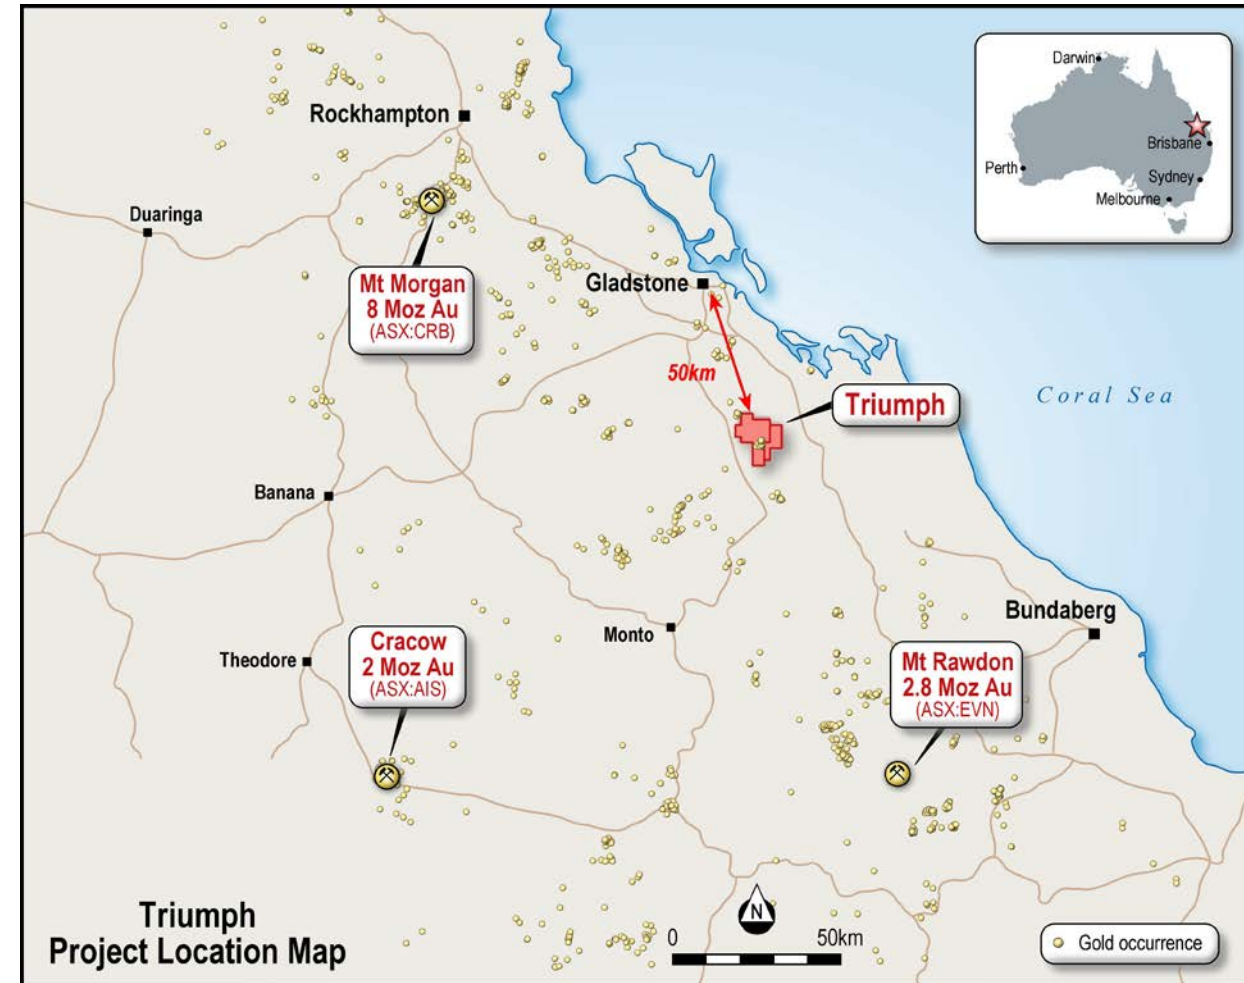 Darwin
Brisbane
Perth
Sydney
Melbourne
Rockhampton
Duaringa
Mt Morgan
8 Moz Au
(ASX:CRB)
Gladstone
50km
Triumph
Coral Sea
Banana
Bundaberg
Monto
Theodore
Cracow
2 Moz Au
(ASX:AIS)
Mt Rawdon
2.8 Moz Au
(ASX:EVN)
Triumph
Project Location Map
N
0 50km
Gold occurrence